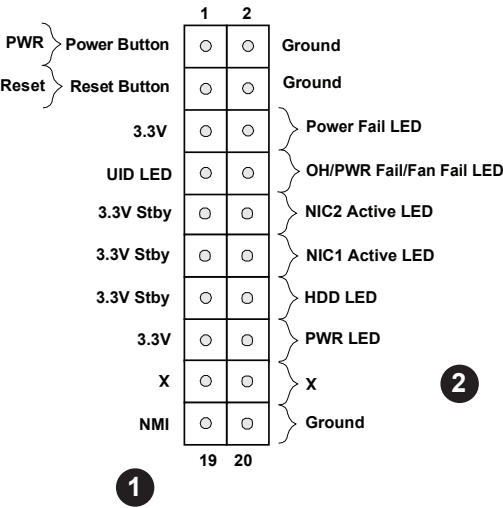 1 2
PWR Power Button Ground
Reset Reset Button Ground
3.3V Power Fail LED
UID LED OH/PWR Fail/Fan Fail LED
3.3V Stby NIC2 Active LED
3.3V Stby NIC1 Active LED
3.3V Stby HDD LED
3.3V PWR LED
X X
2
NMI Ground
19 20
1